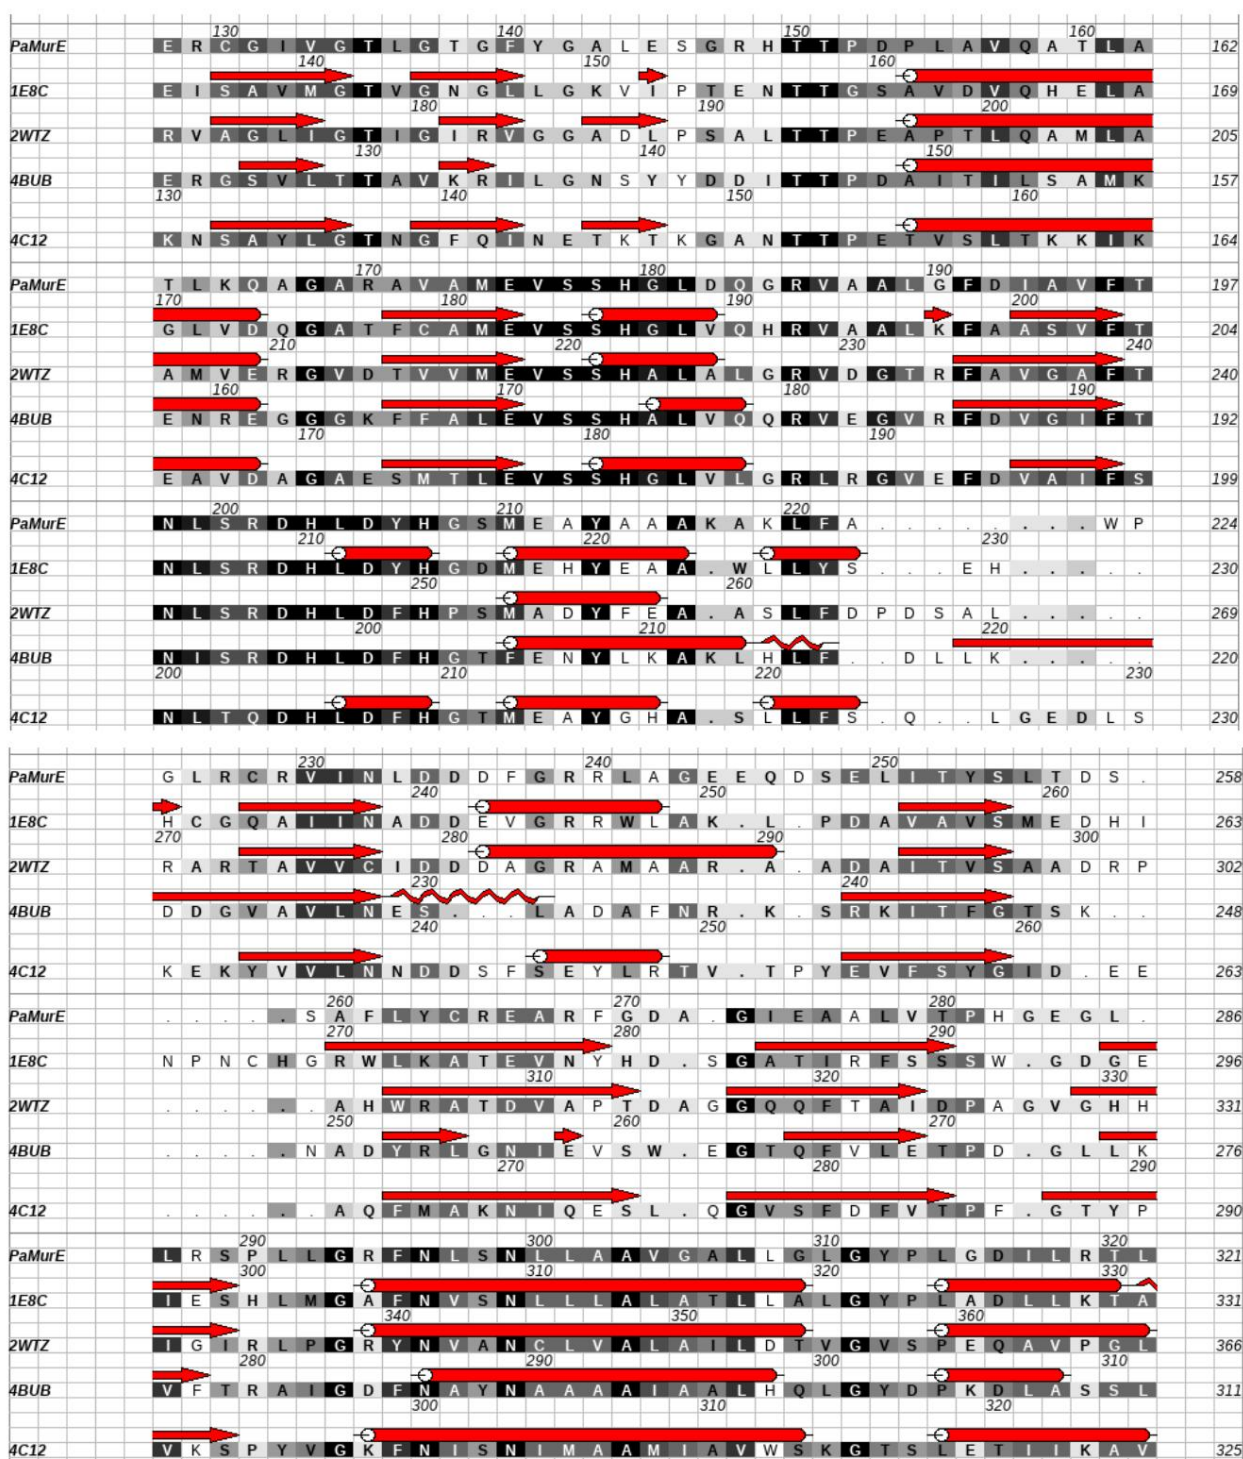 130 140 150 160
PaMurE E R C G I V G T L G T G F Y G A L E S G R H T T P D P L A V Q A T L A 162
140 150 160
1E8C E I S A V M G T V G N G L L G K V I P T E N T T G S A V D V Q H E L A 169
180 190 200
2WTZ R V A G L I G T I G I R V G G A D L P S A L T T P E A P T L Q A M L A 205
130 140 150
4BUB E R G S V L T T A V K R I L G N S Y Y D D I T T P D A I T I L S A M K 157
130 140 150 160
4C12 K N S A Y L G T N G F Q I N E T K T K G A N T T P E T V S L T K K I K 164
170 180 190
PaMurE T L K Q A G A R A V A M E V S S H G L D Q G R V A A L G F D I A V F T 197
170 180 190 200
1E8C G L V D Q G A T F C A M E V S S H G L V Q H R V A A L K F A A S V F T 204
210 220 230 240
2WTZ A M V E R G V D T V V M E V S S H A L A L G R V D G T R F A V G A F T 240
160 170 180 190
4BUB E N R E G G G K F F A L E V S S H A L V Q Q R V E G V R F D V G I F T 192
170 180 190
4C12 E A V D A G A E S M T L E V S S H G L V L G R L R G V E F D V A I F S 199
200 210 220
PaMurE N L S R D H L D Y H G S M E A Y A A A K A K L F A . . . . . . . . W P 224
210 220 230
1E8C N L S R D H L D Y H G D M E H Y E A A . W L L Y S . . . E H . . . . . 230
250 260
2WTZ N L S R D H L D F H P S M A D Y F E A . A S L F D P D S A L . . . . . 269
200 210 220
4BUB N I S R D H L D F H G T F E N Y L K A K L H L F . . D L L K . . . . . 220
200 210 220 230
4C12 N L T Q D H L D F H G T M E A Y G H A . S L L F S . Q . . L G E D L S 230
230 240 250
PaMurE G L R C R V I N L D D D F G R R L A G E E Q D S E L I T Y S L T D S . 258
240 250 260
1E8C H C G Q A I I N A D D E V G R R W L A K . L . P D A V A V S M E D H I 263
270 280 290 300
2WTZ R A R T A V V C I D D D A G R A M A A R . A . A D A I T V S A A D R P 302
230 240
4BUB D D G V A V L N E S . . . L A D A F N R . K . S R K I T F G T S K . . 248
240 250 260
4C12 K E K Y V V L N N D D S F S E Y L R T V . T P Y E V F S Y G I D . E E 263
260 270 280
PaMurE . . . . . S A F L Y C R E A R F G D A . G I E A A L V T P H G E G L . 286
270 280 290
1E8C N P N C H G R W L K A T E V N Y H D . S G A T I R F S S S W . G D G E 296
310 320 330
2WTZ . . . . . . A H W R A T D V A P T D A G G Q Q F T A I D P A G V G H H 331
250 260 270
4BUB . . . . . N A D Y R L G N I E V S W . E G T Q F V L E T P D . G L L K 276
270 280 290
4C12 . . . . . . A Q F M A K N I Q E S L . Q G V S F D F V T P F . G T Y P 290
290 300 310 320
PaMurE L R S P L L G R F N L S N L L A A V G A L L G L G Y P L G D I L R T L 321
300 310 320 330
1E8C I E S H L M G A F N V S N L L L A L A T L L A L G Y P L A D L L K T A 331
340 350 360
2WTZ I G I R L P G R Y N V A N C L V A L A I L D T V G V S P E Q A V P G L 366
280 290 300 310
4BUB V F T R A I G D F N A Y N A A A A I A A L H Q L G Y D P K D L A S S L 311
300 310 320
4C12 V K S P Y V G K F N I S N I M A A M I A V W S K G T S L E T I I K A V 325